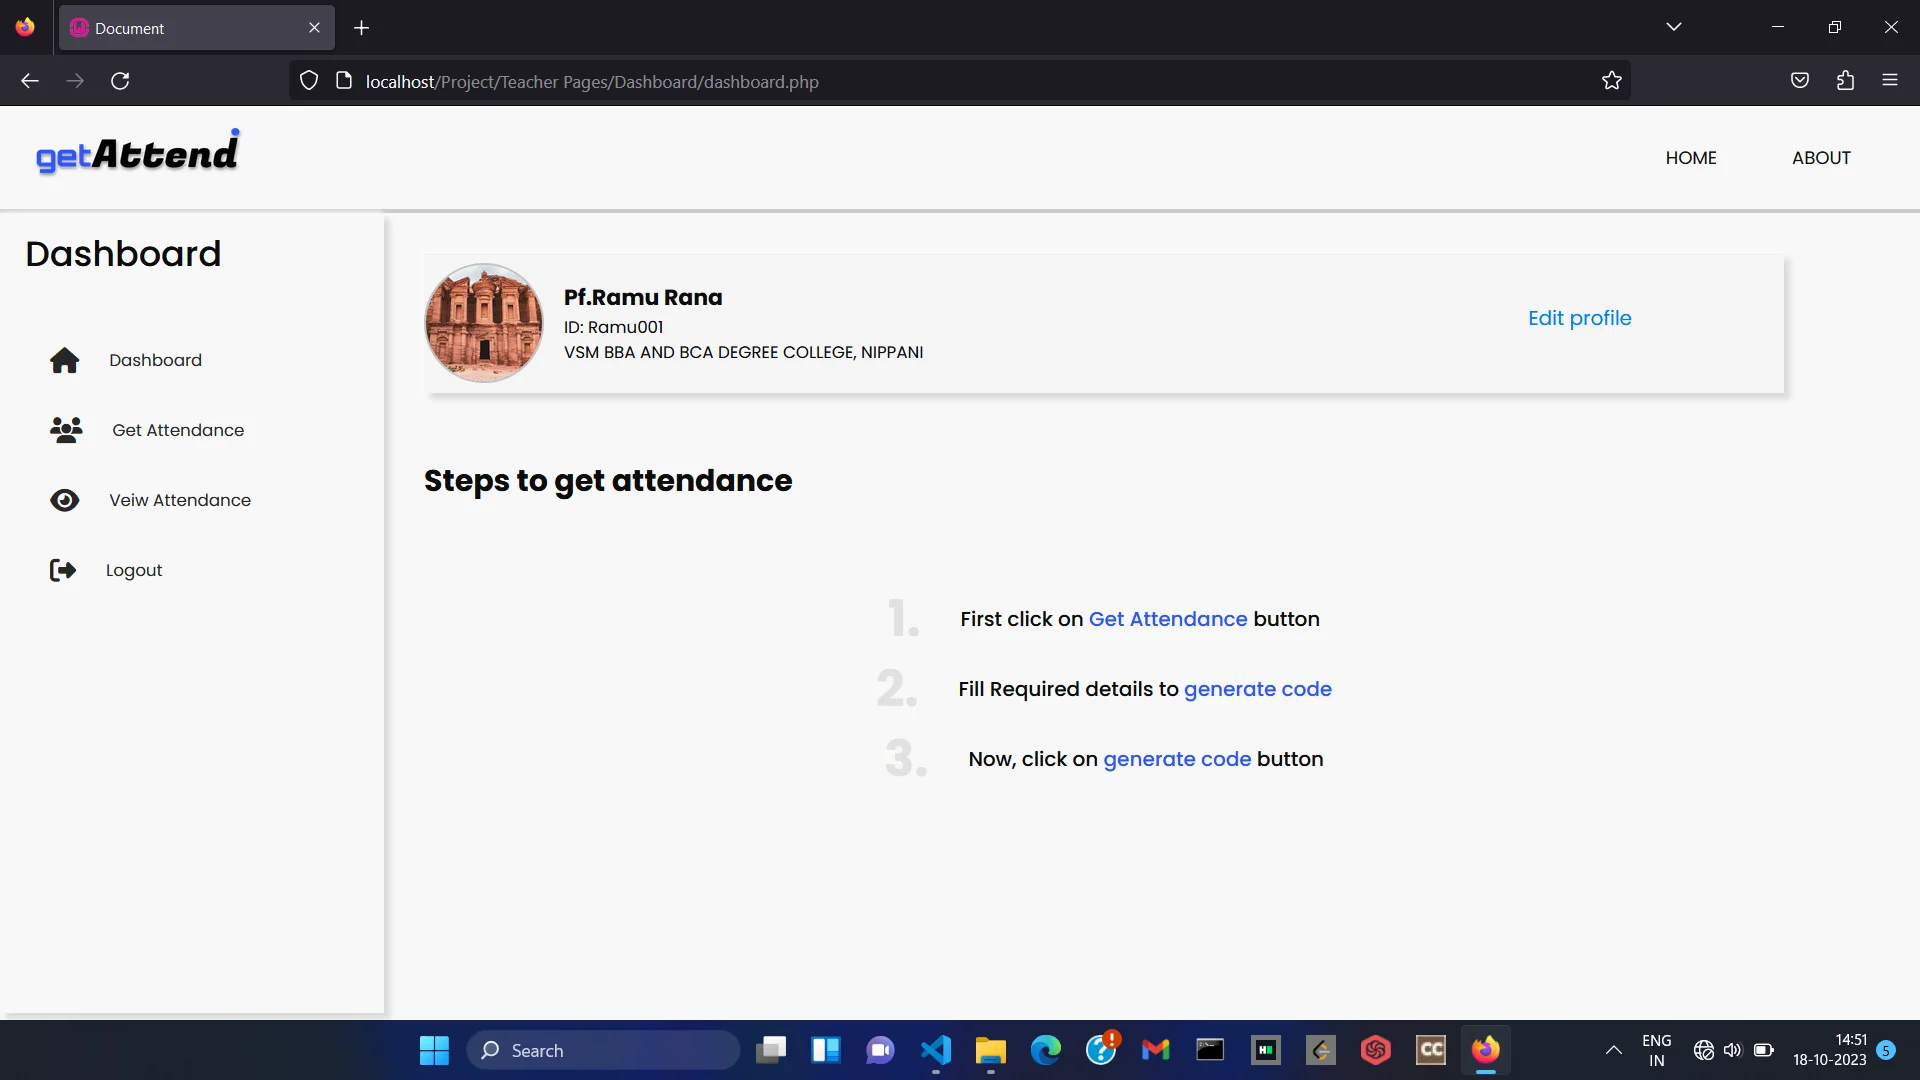 Document
localhost/Project/Teacher Pages/Dashboard/dashboard.php
getAttend
HOME
ABOUT
Dashboard
Pf.Ramu Rana
ID: Ramu001
VSM BBA AND BCA DEGREE COLLEGE, NIPPANI
Edit profile
Dashboard
Get Attendance
Veiw Attendance
Logout
Steps to get attendance
1. First click on Get Attendance button
2. Fill Required details to generate code
3. Now, click on generate code button
Search
CC
ENG
IN
14:51
18-10-2023
5